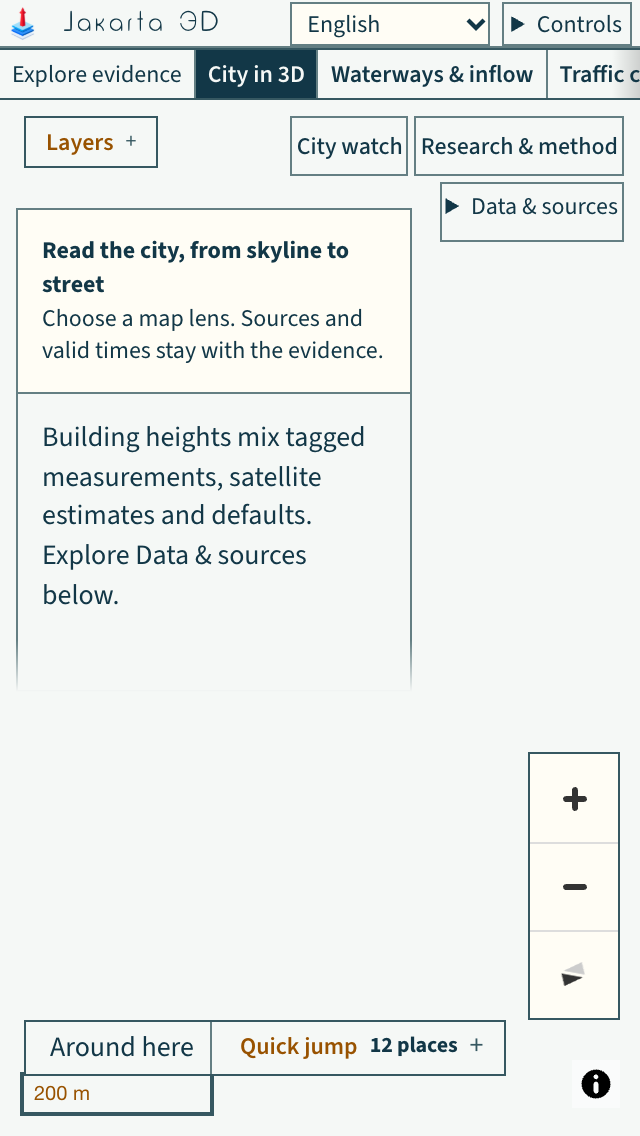 Jakarta 3D
English
Controls
Explore evidence
City in 3D
Waterways & inflow
Traffic c
Layers +
City watch
Research & method
Data & sources
Read the city, from skyline to
street
Choose a map lens. Sources and
valid times stay with the evidence.
Building heights mix tagged
measurements, satellite
estimates and defaults.
Explore Data & sources
below.
Around here
Quick jump 12 places +
200 m